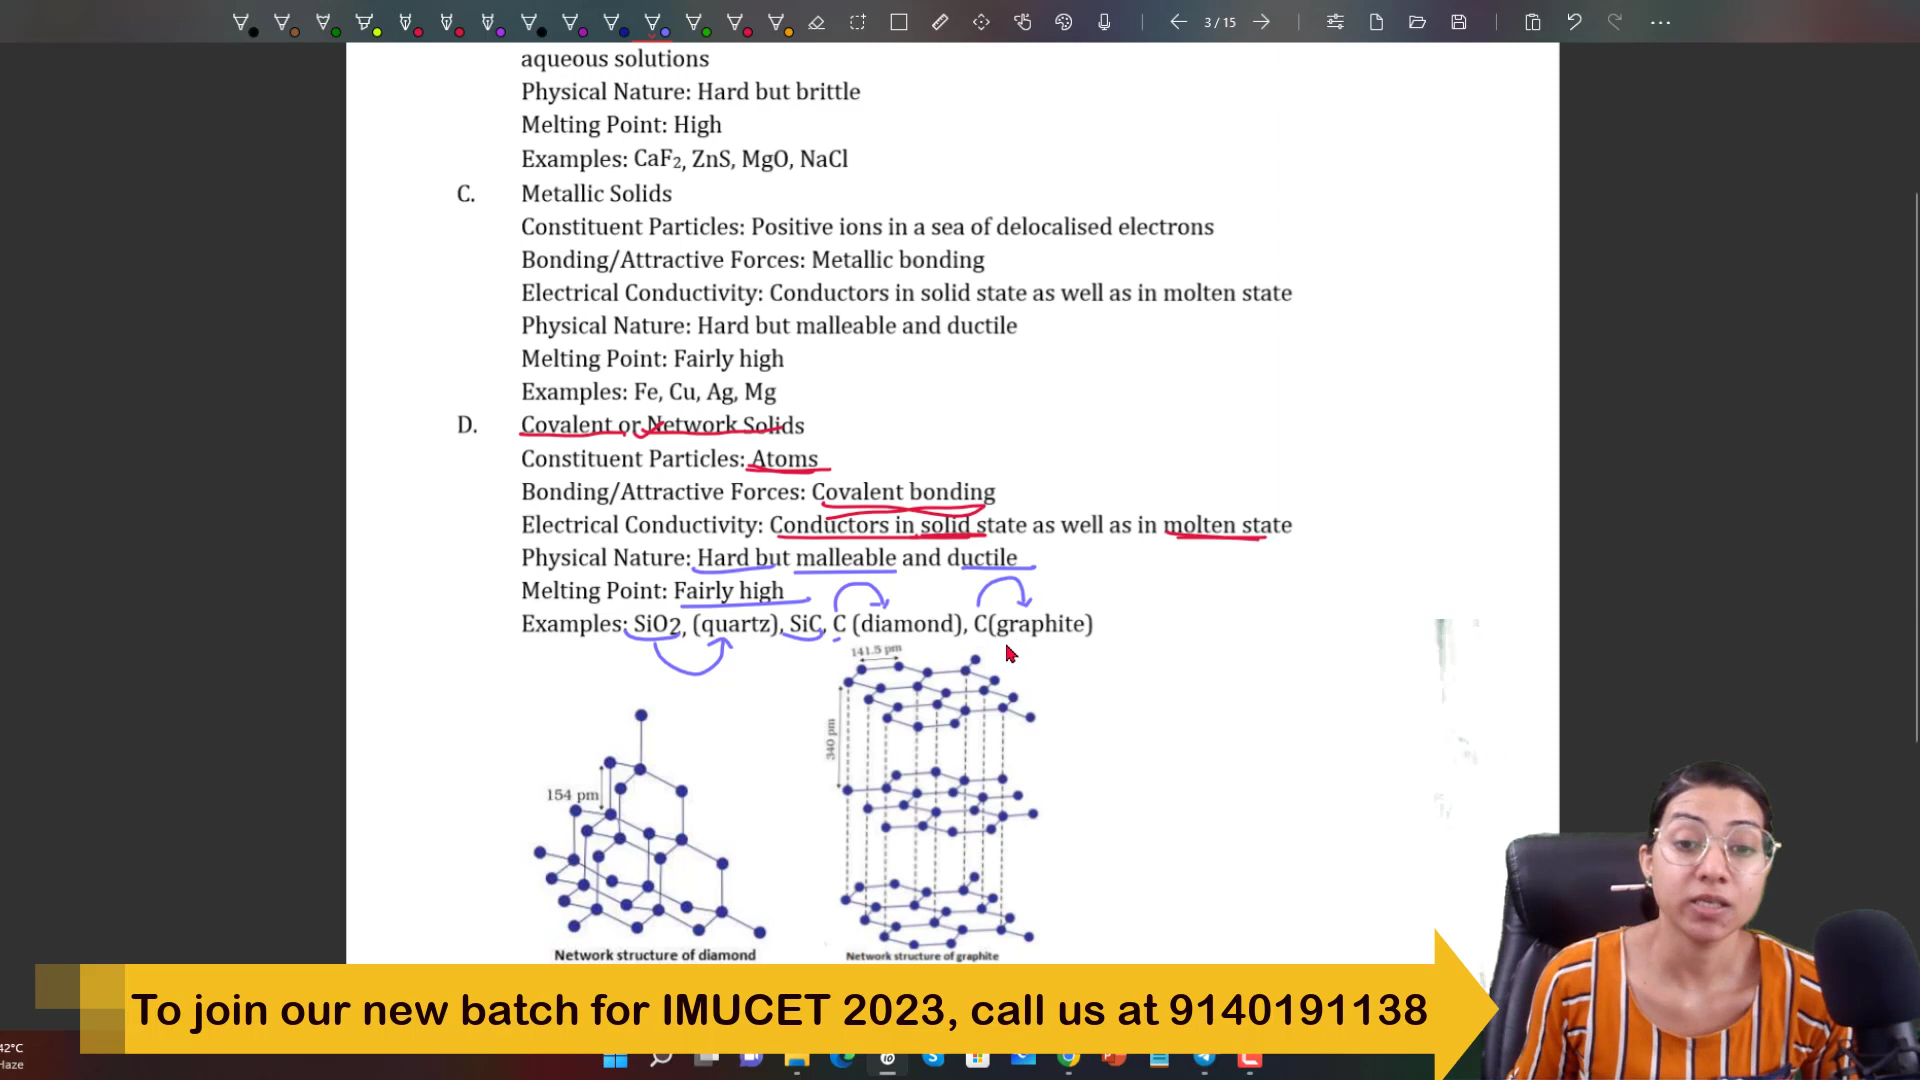 3 / 15
aqueous solutions
Physical Nature: Hard but brittle
Melting Point: High
Examples: CaF2, ZnS, MgO, NaCl
C. Metallic Solids
Constituent Particles: Positive ions in a sea of delocalised electrons
Bonding/Attractive Forces: Metallic bonding
Electrical Conductivity: Conductors in solid state as well as in molten state
Physical Nature: Hard but malleable and ductile
Melting Point: Fairly high
Examples: Fe, Cu, Ag, Mg
D. Covalent or Network Solids
Constituent Particles: Atoms
Bonding/Attractive Forces: Covalent bonding
Electrical Conductivity: Conductors in solid state as well as in molten state
Physical Nature: Hard but malleable and ductile
Melting Point: Fairly high
Examples: SiO2, (quartz), SiC, C (diamond), C(graphite)
141.5 pm
340 pm
154 pm
Network structure of diamond
Network structure of graphite
To join our new batch for IMUCET 2023, call us at 9140191138
42°C
Haze